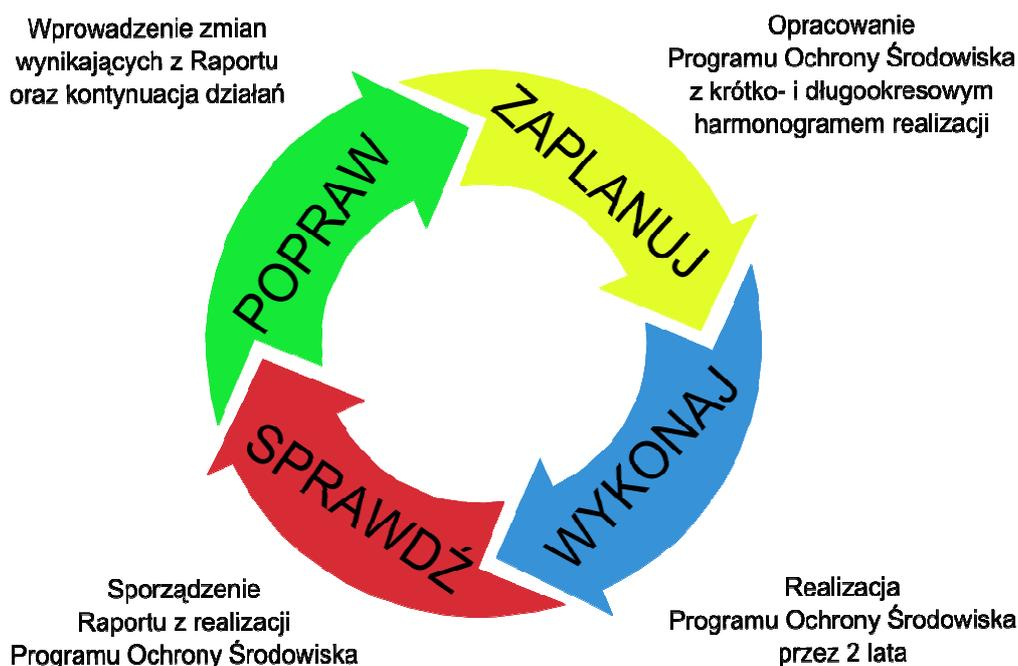 Wprowadzenie zmian
wynikających z Raportu
oraz kontynuacja działań
Opracowanie
Programu Ochrony Środowiska
z krótko- i długookresowym
harmonogramem realizacji
POPRAW
ZAPLANUJ
SPRAWDŹ
WYKONAJ
Sporządzenie
Raportu z realizacji
Programu Ochrony Środowiska
Realizacja
Programu Ochrony Środowiska
przez 2 lata